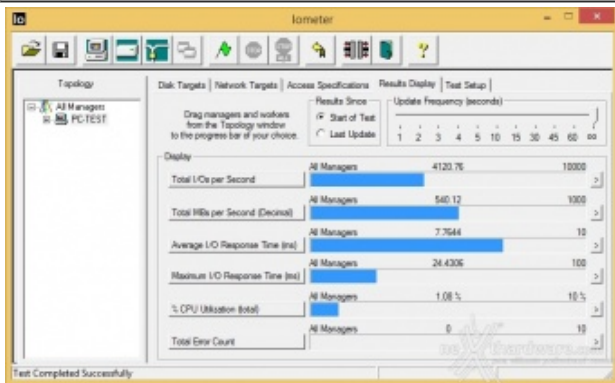 Io
Iometer
Topology
All Managers
PC-TEST
Disk Targets
Network Targets
Access Specifications
Results Display
Test Setup
Drag managers and workers
from the Topology window
to the progress bar of your choice.
Results Since
Start of Test
Last Update
Update Frequency (seconds)
1 2 3 4 5 10 15 30 45 60 ∞
Display
All Managers 4120.76 10000
Total I/Os per Second
All Managers 540.12 1000
Total MBs per Second (Decimal)
All Managers 7.7644 10
Average I/O Response Time (ms)
All Managers 24.4306 100
Maximum I/O Response Time (ms)
All Managers 1.08 % 10 %
% CPU Utilization (total)
All Managers 0 10
Total Error Count
Test Completed Successfully